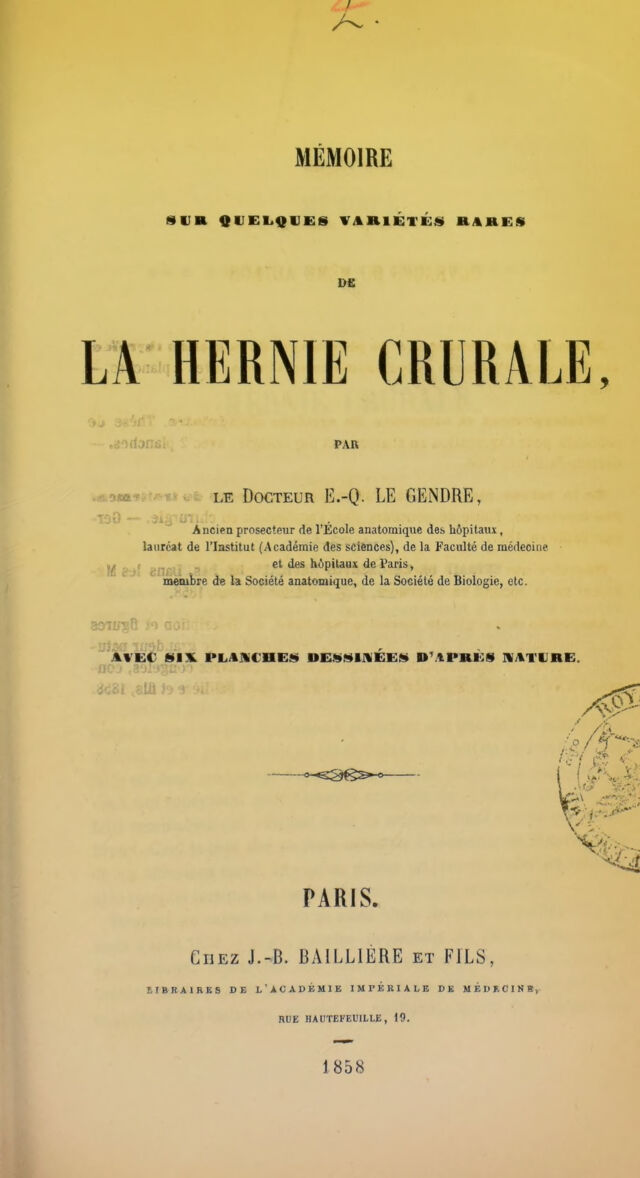 MÉMOIRE
SUR QUELQUES VARIÉTÉS RARES
DE
LA HERNIE CRURALE,
PAR
LE DOCTEUR E.-Q. LE GENDRE,
Ancien prosecteur de l'École anatomique des hôpitaux,
lauréat de l'Institut (Académie des sciences), de la Faculté de médecine
et des hôpitaux de Paris,
membre de la Société anatomique, de la Société de Biologie, etc.
AVEC SIX PLANCHES DESSINÉES D'APRÈS NATURE.
ROY
PARIS.
CHEZ J.-B. BAILLIÈRE ET FILS,
LIBRAIRES DE L'ACADÉMIE IMPÉRIALE DE MÉDECINE,
RUE HAUTEFEUILLE, 19.
1858